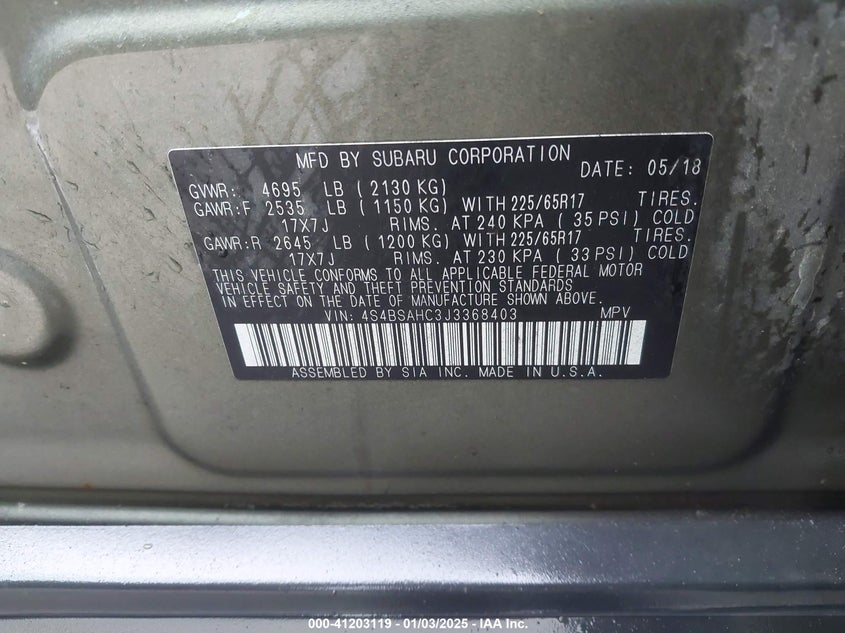 MFD BY SUBARU CORPORATION DATE: 05/18
GVWR: 4695 LB ( 2130 KG)
GAWR:F 2535 LB ( 1150 KG) WITH 225/65R17 TIRES.
17X7J RIMS. AT 240 KPA ( 35 PSI) COLD
GAWR:R 2645 LB ( 1200 KG) WITH 225/65R17 TIRES.
17X7J RIMS. AT 230 KPA ( 33 PSI) COLD
THIS VEHICLE CONFORMS TO ALL APPLICABLE FEDERAL MOTOR
VEHICLE SAFETY AND THEFT PREVENTION STANDARDS
IN EFFECT ON THE DATE OF MANUFACTURE SHOWN ABOVE.
VIN: 4S4BSAHC3J3368403 MPV
ASSEMBLED BY SIA INC. MADE IN U.S.A.
000-41203119 - 01/03/2025 - IAA Inc.